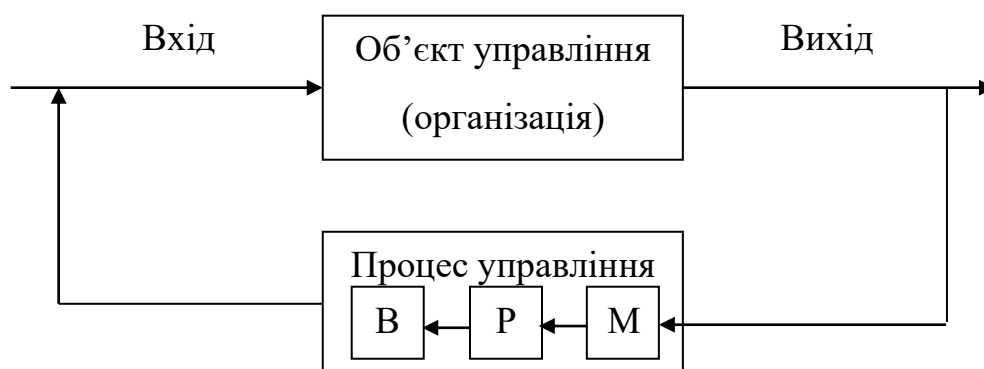 Вхід
Об’єкт управління
(організація)
Вихід
Процес управління
В
Р
М